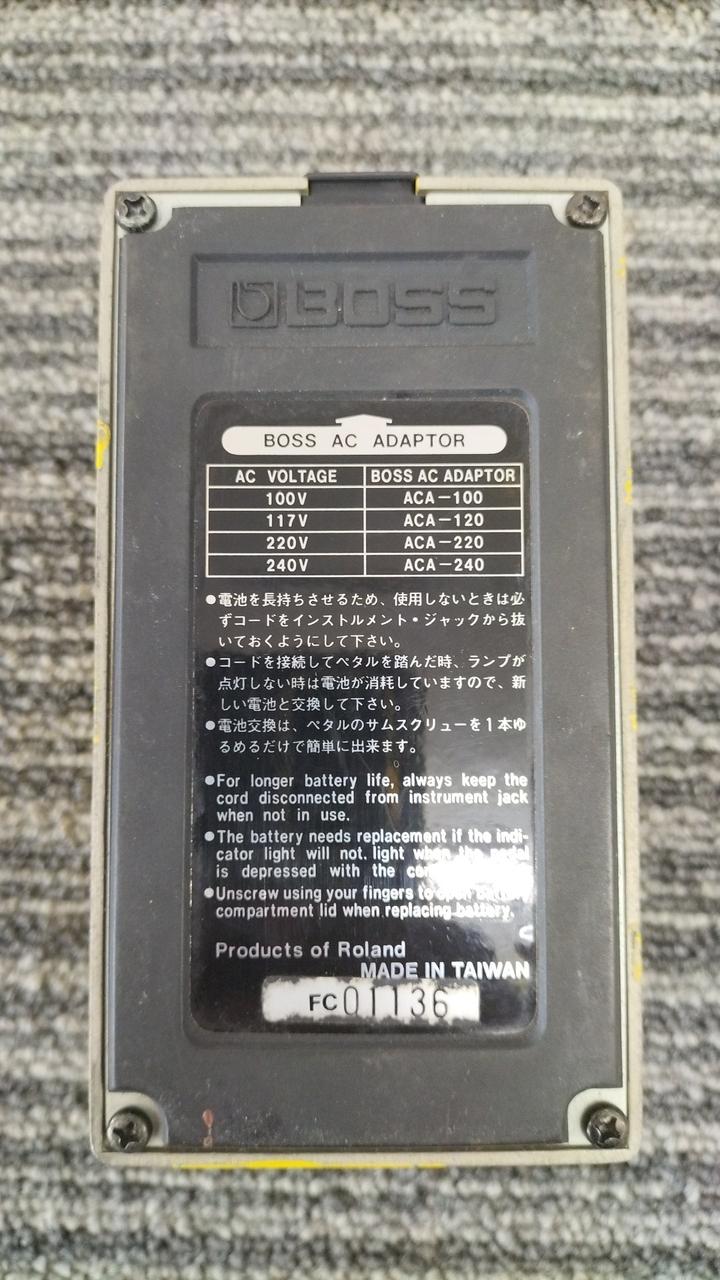 BOSS
BOSS AC ADAPTOR
AC VOLTAGE BOSS AC ADAPTOR
100V ACA-100
117V ACA-120
220V ACA-220
240V ACA-240
●電池を長持ちさせるため、使用しないときは必
ずコードをインストルメント・ジャックから抜
いておくようにして下さい。
●コードを接続してペタルを踏んだ時、ランプが
点灯しない時は電池が消耗していますので、新
しい電池と交換して下さい。
●電池交換は、ペタルのサムスクリューを1本ゆ
るめるだけで簡単に出来ます。
●For longer battery life, always keep the
cord disconnected from instrument jack
when not in use.
●The battery needs replacement if the indi-
cator light will not. light when the pedal
is depressed with the
●Unscrew using your fingers to open battery
compartment lid when replacing battery.
Products of Roland
MADE IN TAIWAN
FC 01136